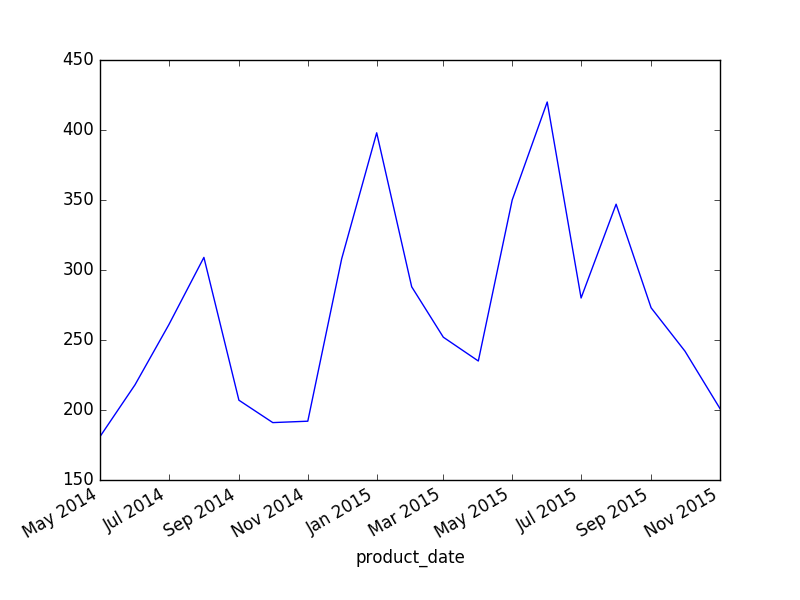 450
400
350
300
250
200
150
May 2014
Jul 2014
Sep 2014
Nov 2014
Jan 2015
Mar 2015
May 2015
Jul 2015
Sep 2015
Nov 2015
product_date